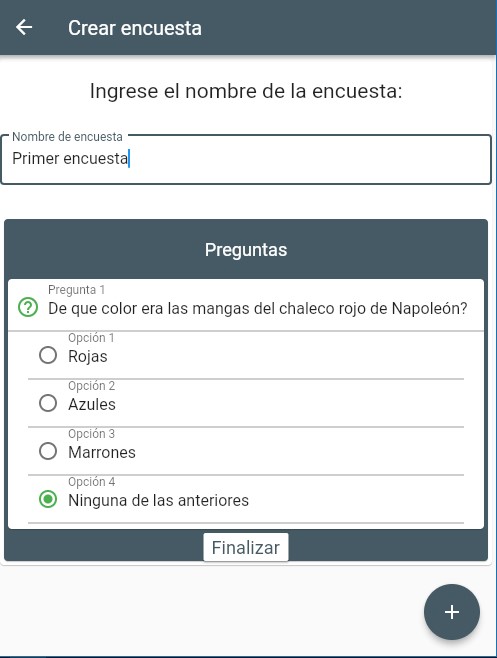 Crear encuesta
Ingrese el nombre de la encuesta:
Nombre de encuesta
Primer encuesta
Preguntas
Pregunta 1
De que color era las mangas del chaleco rojo de Napoleón?
Opción 1
Rojas
Opción 2
Azules
Opción 3
Marrones
Opción 4
Ninguna de las anteriores
Finalizar